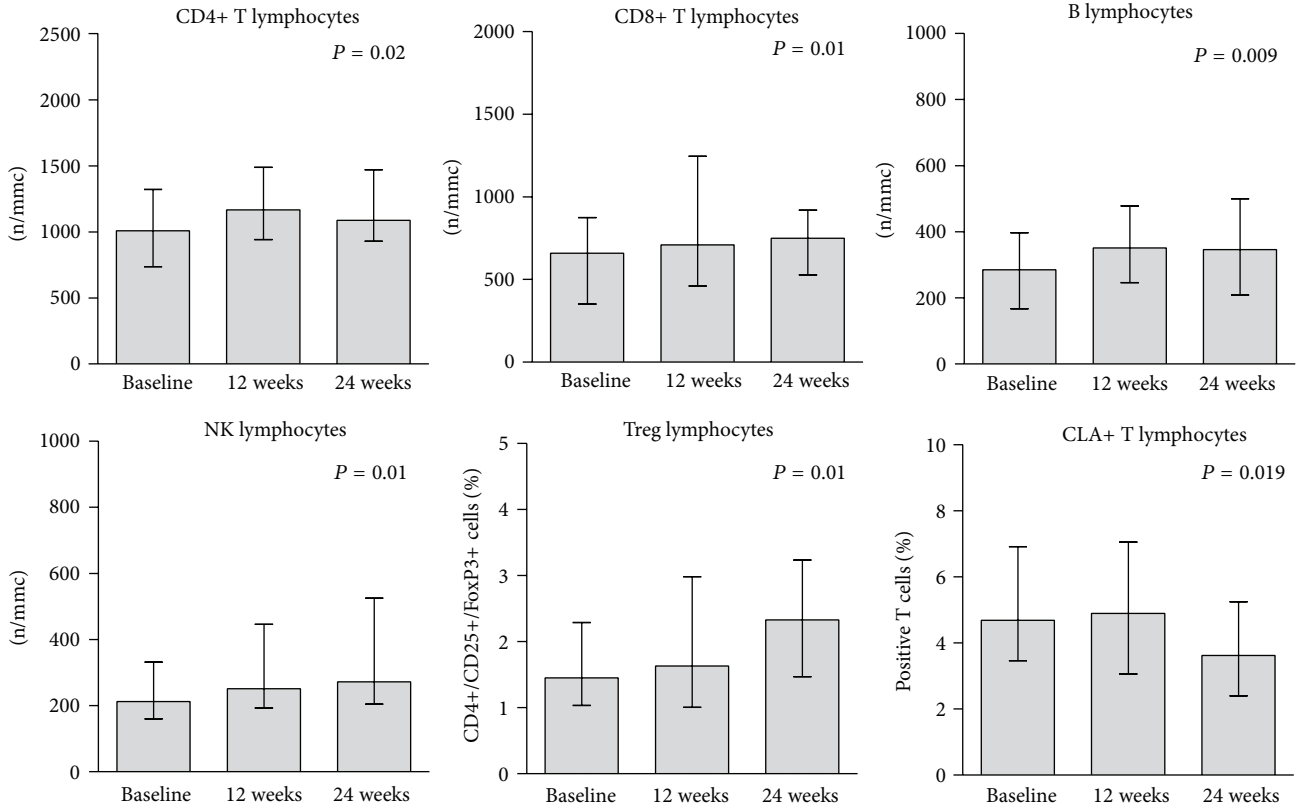 CD4+ T lymphocytes
P = 0.02
(n/mmc)
2500
2000
1500
1000
500
0
Baseline 12 weeks 24 weeks
CD8+ T lymphocytes
P = 0.01
(n/mmc)
2000
1500
1000
500
0
Baseline 12 weeks 24 weeks
B lymphocytes
P = 0.009
(n/mmc)
1000
800
600
400
200
0
Baseline 12 weeks 24 weeks
NK lymphocytes
P = 0.01
(n/mmc)
1000
800
600
400
200
0
Baseline 12 weeks 24 weeks
Treg lymphocytes
P = 0.01
CD4+/CD25+/FoxP3+ cells (%)
5
4
3
2
1
0
Baseline 12 weeks 24 weeks
CLA+ T lymphocytes
P = 0.019
Positive T cells (%)
10
8
6
4
2
0
Baseline 12 weeks 24 weeks